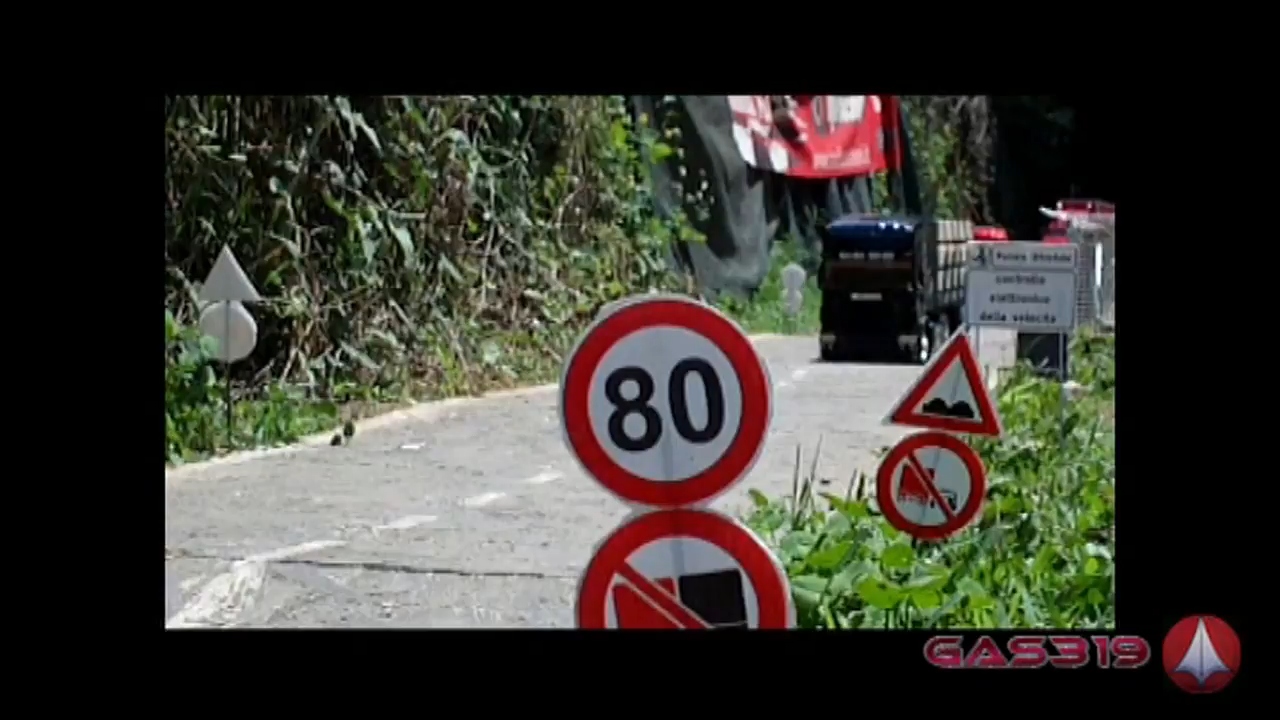 80
Polizia Stradale
controllo
elettronico
della velocità
GAS319